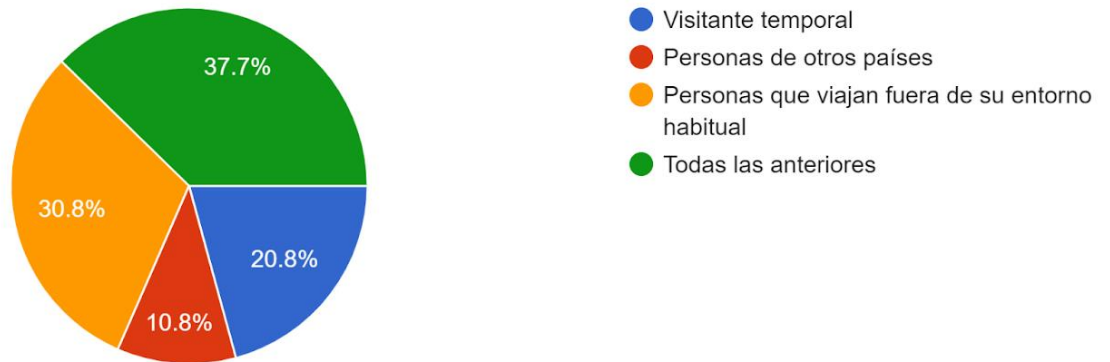 37.7%
30.8%
20.8%
10.8%
Visitante temporal
Personas de otros países
Personas que viajan fuera de su entorno
habitual
Todas las anteriores